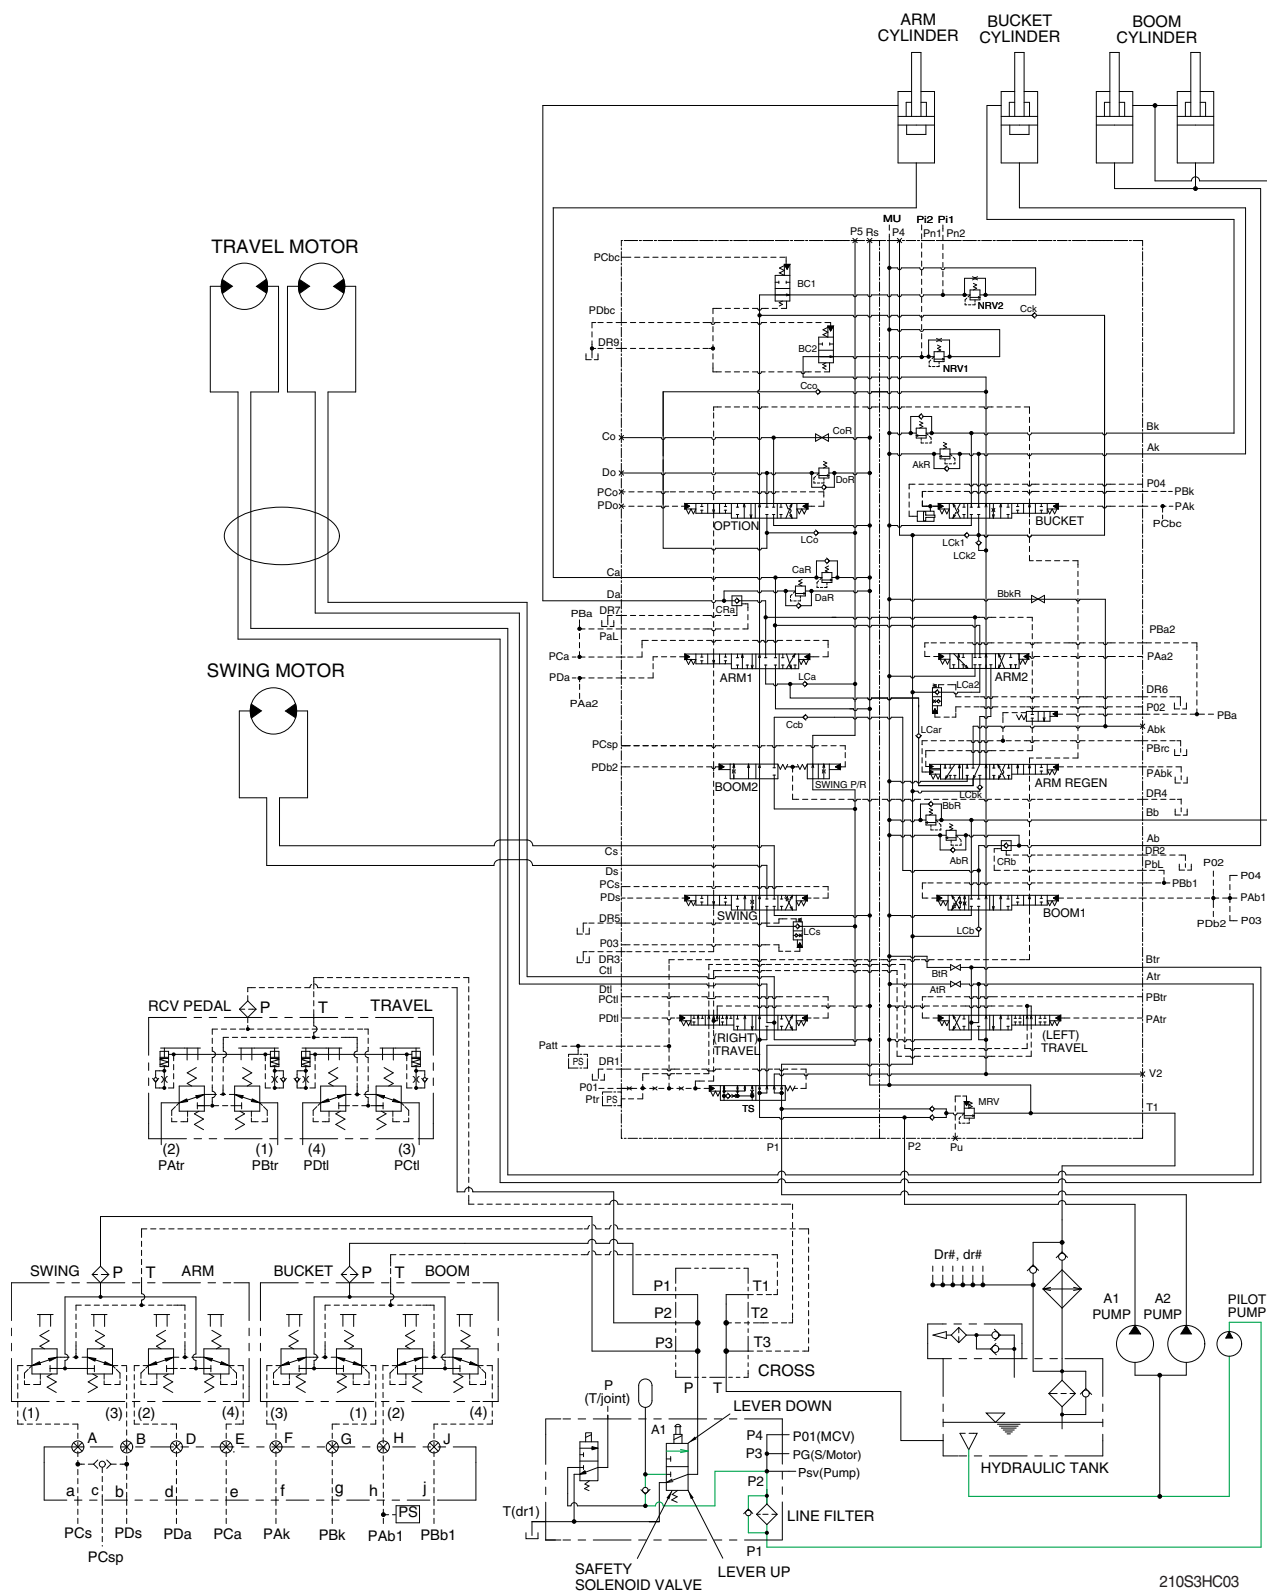 ARM
CYLINDER
BUCKET
CYLINDER
BOOM
CYLINDER
TRAVEL MOTOR
SWING MOTOR
MU
Pi2 Pi1
P5 Rs
P4
Pn1 Pn2
PCbc
BC1
NRV2
PDbc
Cck
DR9
BC2
NRV1
Cco
Bk
Co
CoR
Ak
AkR
Do
DoR
P04
PCo
PBk
PDo
PAk
OPTION
BUCKET
PCbc
LCo
LCk1
LCk2
Ca
CaR
Da
DaR
BbkR
CRa
DR7
PBa
PaL
PBa2
PCa
PAa2
ARM1
ARM2
PDa
LCa
LCa2
DR6
PAa2
P02
PBa
Ccb
LCar
Abk
PCsp
PBrc
PDb2
PAbk
BOOM2
SWING P/R
LCbk
ARM REGEN
DR4
BbR
Bb
Ab
AbR
CRb
Cs
DR2
Ds
PbL
P02
PCs
PBb1
P04
PDs
PAb1
SWING
BOOM1
PDb2
P03
DR5
LCs
LCb
P03
DR3
Btr
Ctl
BtR
Atr
Dtl
AtR
PCtl
PBtr
PDtl
PAtr
(RIGHT)
TRAVEL
(LEFT)
TRAVEL
Patt
PS
DR1
V2
P01
Ptr
PS
TS
MRV
T1
P1
P2
Pu
RCV PEDAL
P
T
TRAVEL
(2)
(1)
(4)
(3)
PAtr
PBtr
PDtl
PCtl
SWING
P
T
ARM
BUCKET
P
T
BOOM
(1)
(3)
(2)
(4)
(3)
(1)
(2)
(4)
A
B
D
E
F
G
H
J
a
c
b
d
e
f
g
h
j
PS
PCs
PDs
PDa
PCa
PAk
PBk
PAb1
PBb1
PCsp
P1
T1
P2
T2
P3
T3
CROSS
P
T
P
(T/joint)
LEVER DOWN
A1
P4
P01(MCV)
P3
PG(S/Motor)
Psv(Pump)
P2
T(dr1)
LINE FILTER
P1
SAFETY
SOLENOID VALVE
LEVER UP
Dr#, dr#
A1
PUMP
A2
PUMP
PILOT
PUMP
HYDRAULIC TANK
210S3HC03